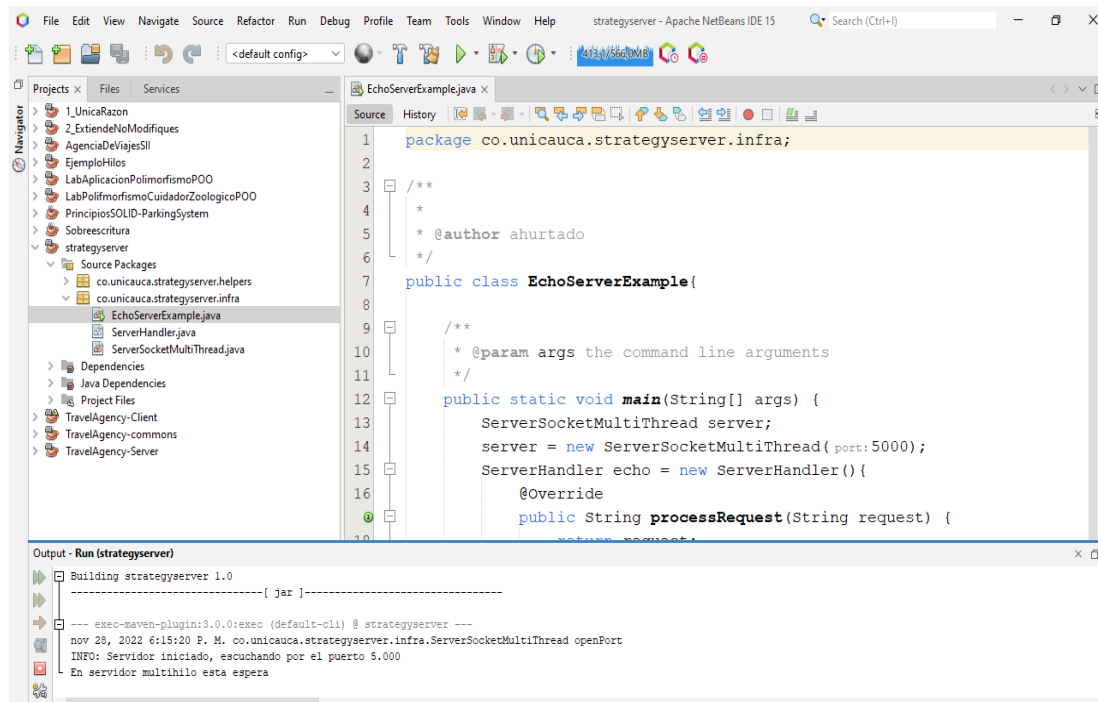 File Edit View Navigate Source Refactor Run Debug Profile Team Tools Window Help strategyserver - Apache NetBeans IDE 15 Search (Ctrl+I)
<default config> 413,1/566,0MB
Projects Files Services
Navigator
1_UnicaRazon
2_ExtiendeNoModifiques
AgenciaDeViajesSII
EjemploHilos
LabAplicacionPolimorfismoPOO
LabPolifmorfismoCuidadorZoologicoPOO
PrincipiosSOLID-ParkingSystem
Sobreescritura
strategyserver
Source Packages
co.unicauca.strategyserver.helpers
co.unicauca.strategyserver.infra
EchoServerExample.java
ServerHandler.java
ServerSocketMultiThread.java
Dependencies
Java Dependencies
Project Files
TravelAgency-Client
TravelAgency-commons
TravelAgency-Server
EchoServerExample.java
Source History
1 package co.unicauca.strategyserver.infra;
2
3 /**
4 *
5 * @author ahurtado
6 */
7 public class EchoServerExample{
8
9 /**
10 * @param args the command line arguments
11 */
12 public static void main(String[] args) {
13 ServerSocketMultiThread server;
14 server = new ServerSocketMultiThread( port: 5000);
15 ServerHandler echo = new ServerHandler(){
16 @Override
public String processRequest(String request) {
return request;
Output - Run (strategyserver)
Building strategyserver 1.0
--------------------------------[ jar ]---------------------------------
--- exec-maven-plugin:3.0.0:exec (default-cli) @ strategyserver ---
nov 28, 2022 6:15:20 P. M. co.unicauca.strategyserver.infra.ServerSocketMultiThread openPort
INFO: Servidor iniciado, escuchando por el puerto 5.000
En servidor multihilo esta espera